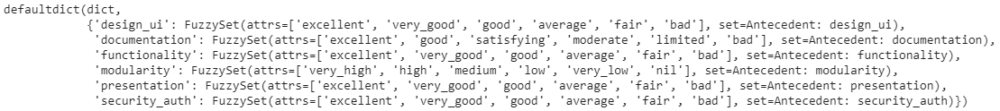 defaultdict(dict,
{'design_ui': FuzzySet(attrs=['excellent', 'very_good', 'good', 'average', 'fair', 'bad'], set=Antecedent: design_ui),
'documentation': FuzzySet(attrs=['excellent', 'good', 'satisfying', 'moderate', 'limited', 'bad'], set=Antecedent: documentation),
'functionality': FuzzySet(attrs=['excellent', 'very_good', 'good', 'average', 'fair', 'bad'], set=Antecedent: functionality),
'modularity': FuzzySet(attrs=['very_high', 'high', 'medium', 'low', 'very_low', 'nil'], set=Antecedent: modularity),
'presentation': FuzzySet(attrs=['excellent', 'very_good', 'good', 'average', 'fair', 'bad'], set=Antecedent: presentation),
'security_auth': FuzzySet(attrs=['excellent', 'very_good', 'good', 'average', 'fair', 'bad'], set=Antecedent: security_auth)})